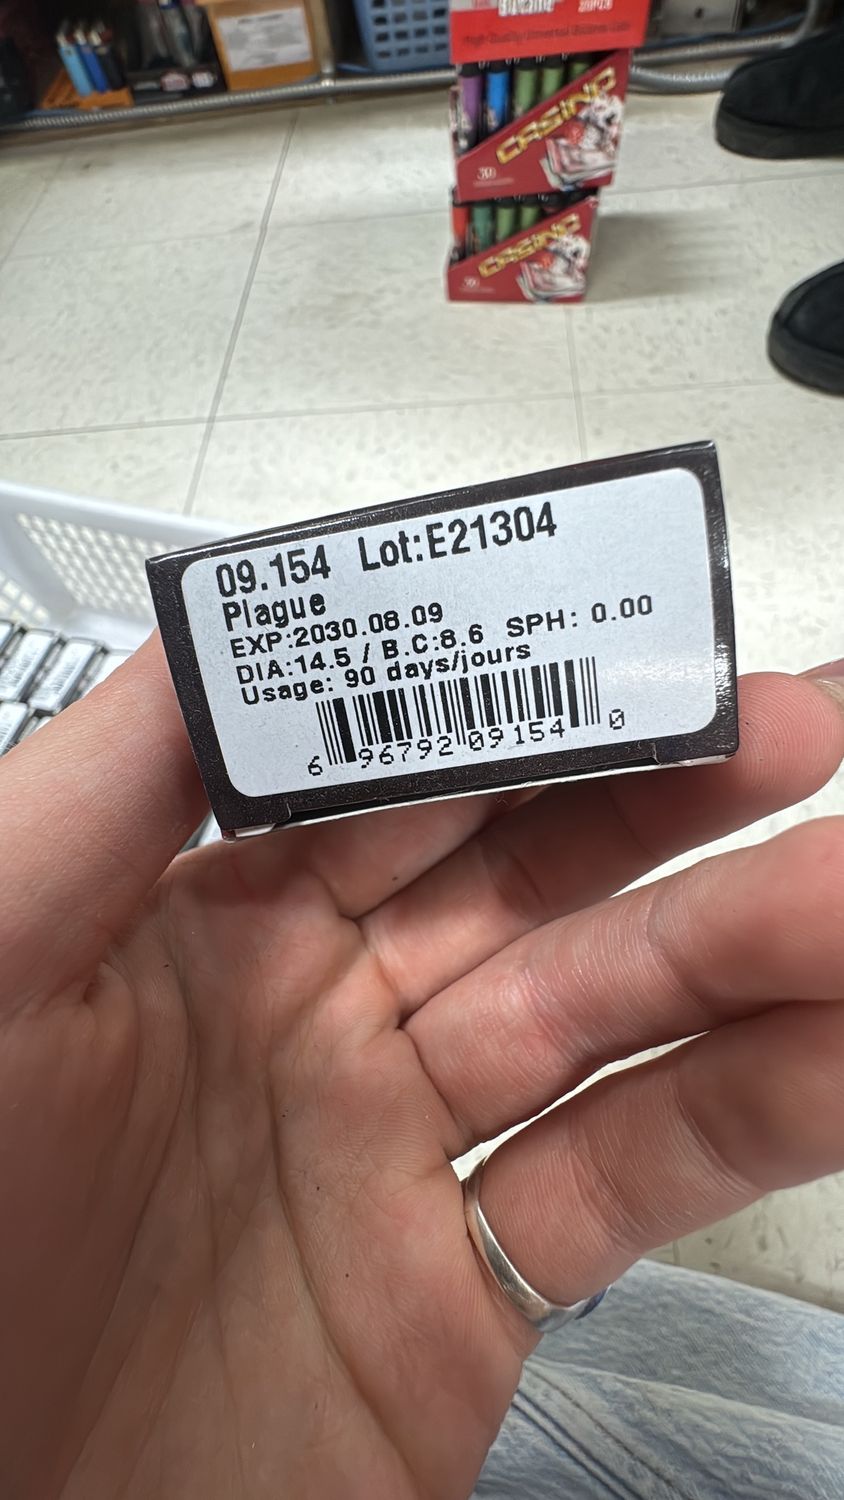 20PCS
CASINO
CASINO
09.154 Lot:E21304
Plague
EXP:2030.08.09
DIA:14.5 / B.C:8.6 SPH: 0.00
Usage: 90 days/jours
6 96792 09154 0